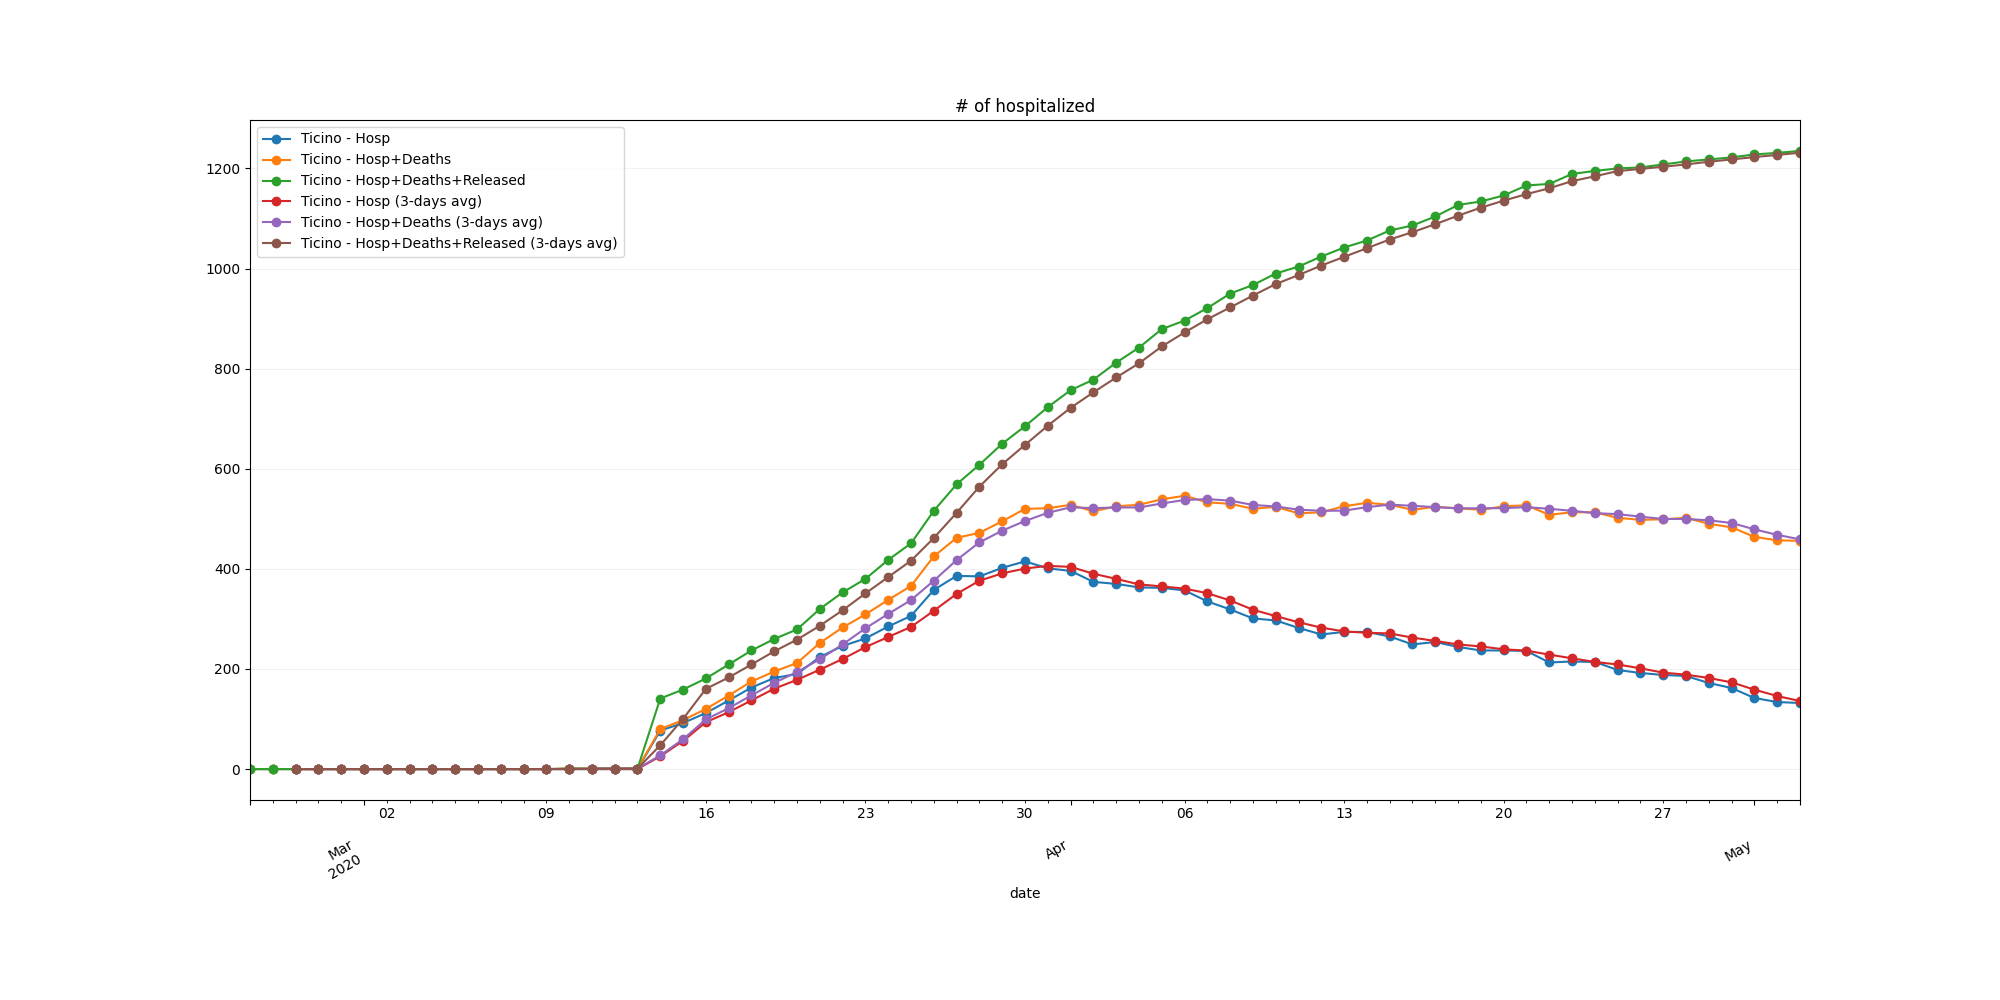 # of hospitalized
Ticino - Hosp
Ticino - Hosp+Deaths
Ticino - Hosp+Deaths+Released
Ticino - Hosp (3-days avg)
Ticino - Hosp+Deaths (3-days avg)
Ticino - Hosp+Deaths+Released (3-days avg)
1200
1000
800
600
400
200
0
02 09 16 23 30 06 13 20 27
Mar Apr May
2020
date